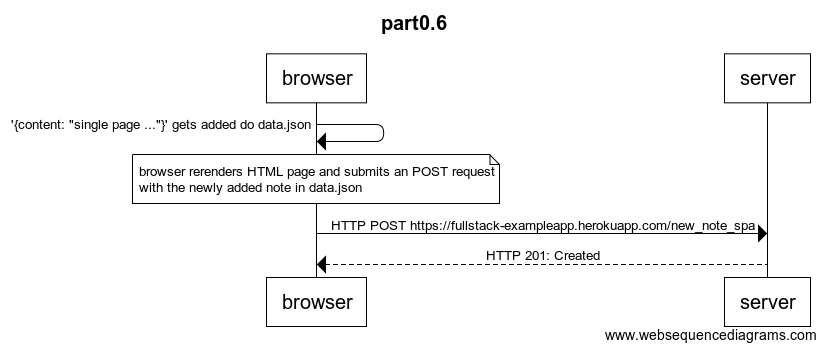 part0.6
browser
server
'{content: "single page ..."}' gets added do data.json
browser rerenders HTML page and submits an POST request
with the newly added note in data.json
HTTP POST https://fullstack-exampleapp.herokuapp.com/new_note_spa
HTTP 201: Created
browser
server
www.websequencediagrams.com